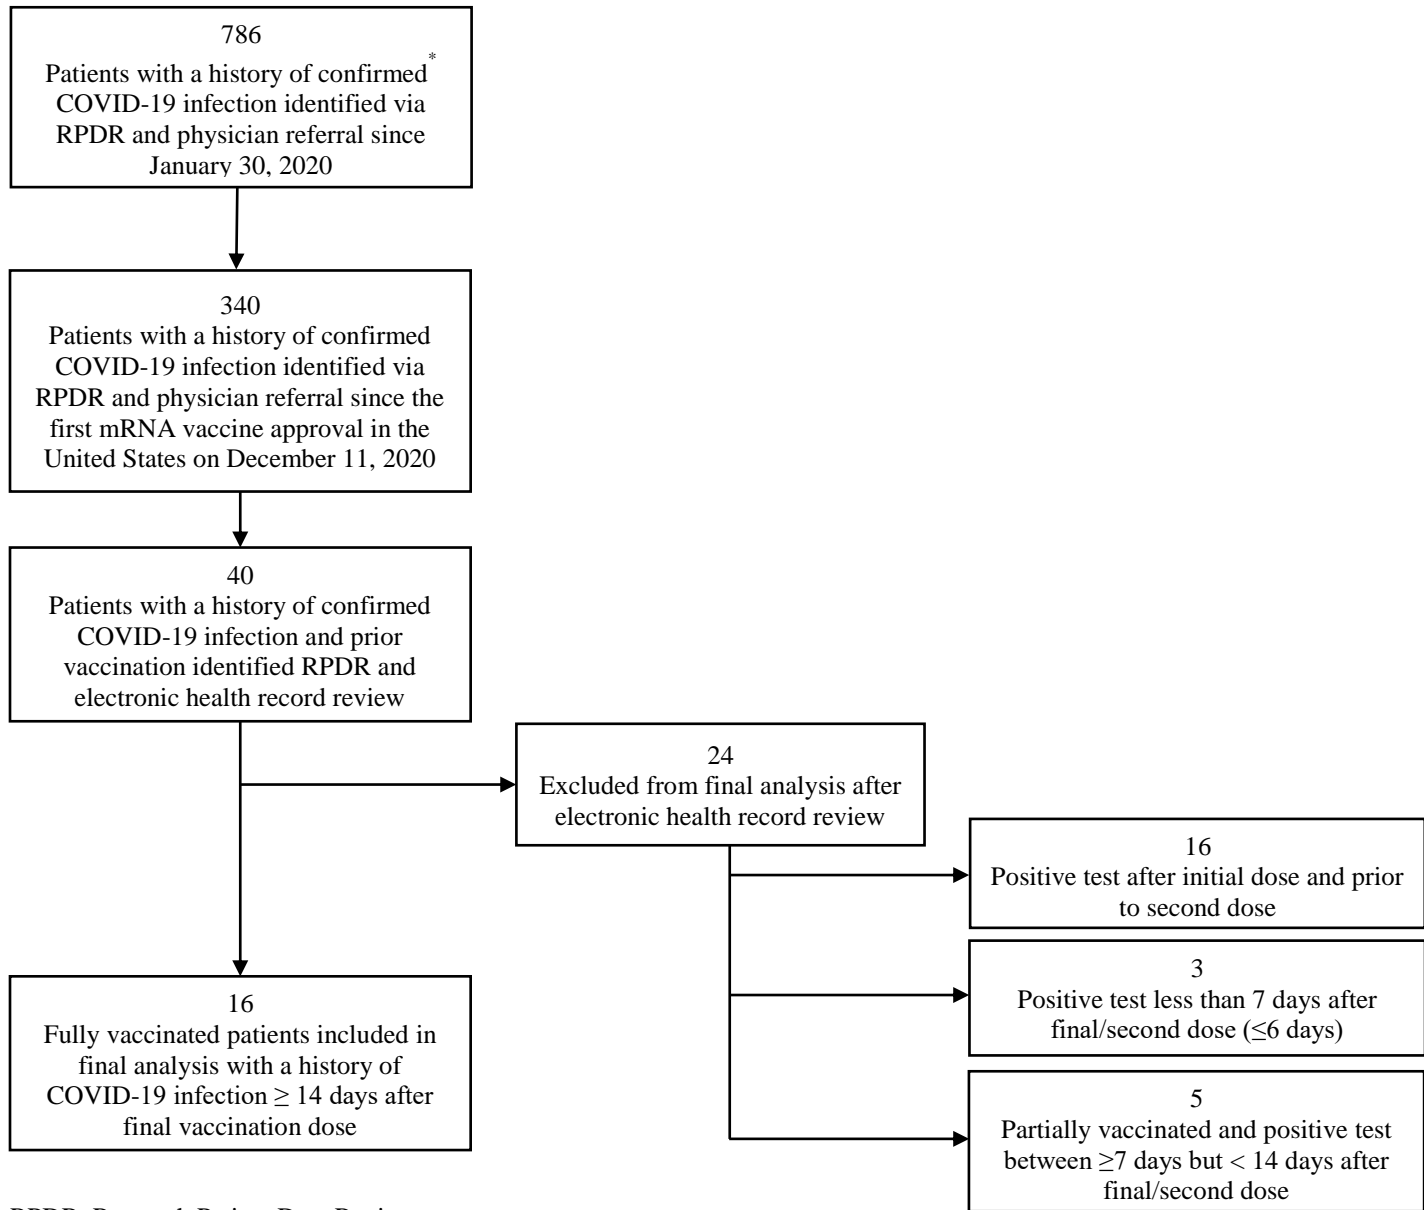 786
Patients with a history of confirmed*
COVID-19 infection identified via
RPDR and physician referral since
January 30, 2020
340
Patients with a history of confirmed
COVID-19 infection identified via
RPDR and physician referral since the
first mRNA vaccine approval in the
United States on December 11, 2020
40
Patients with a history of confirmed
COVID-19 infection and prior
vaccination identified RPDR and
electronic health record review
24
Excluded from final analysis after
electronic health record review
16
Positive test after initial dose and prior
to second dose
3
Positive test less than 7 days after
final/second dose (≤6 days)
16
Fully vaccinated patients included in
final analysis with a history of
COVID-19 infection ≥ 14 days after
final vaccination dose
5
Partially vaccinated and positive test
between ≥7 days but < 14 days after
final/second dose